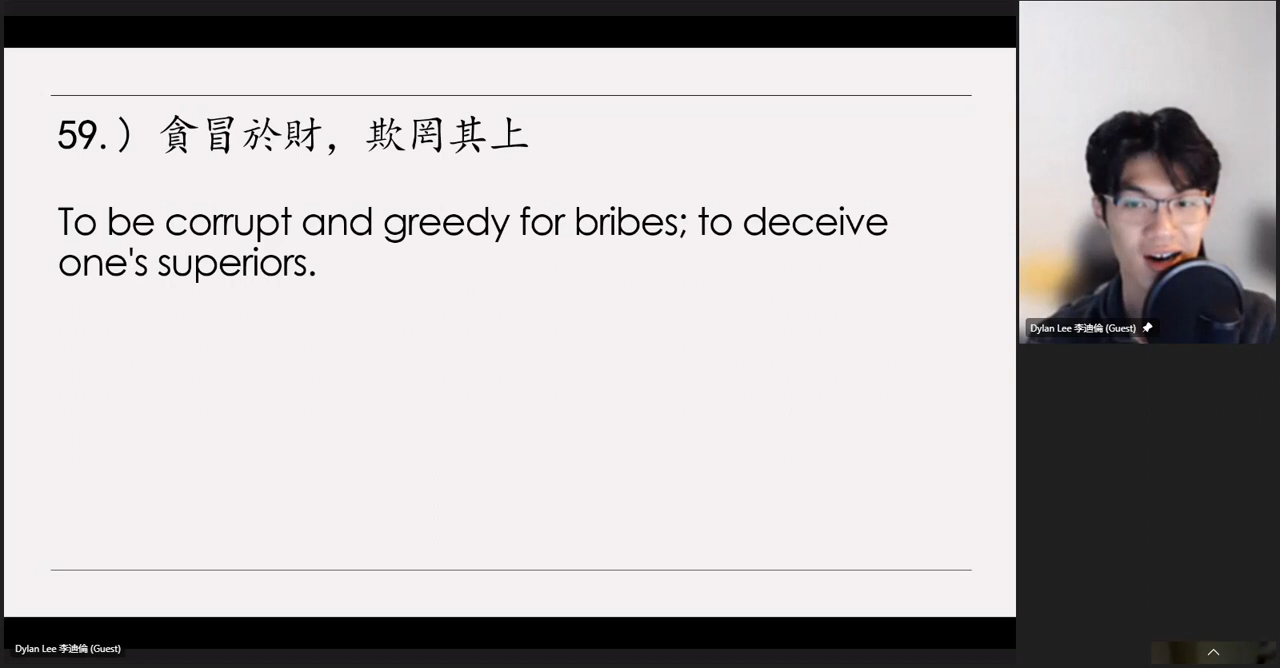 59.）貪冒於財，欺罔其上
To be corrupt and greedy for bribes; to deceive
one's superiors.
Dylan Lee 李迪倫 (Guest)
Dylan Lee 李迪倫 (Guest)